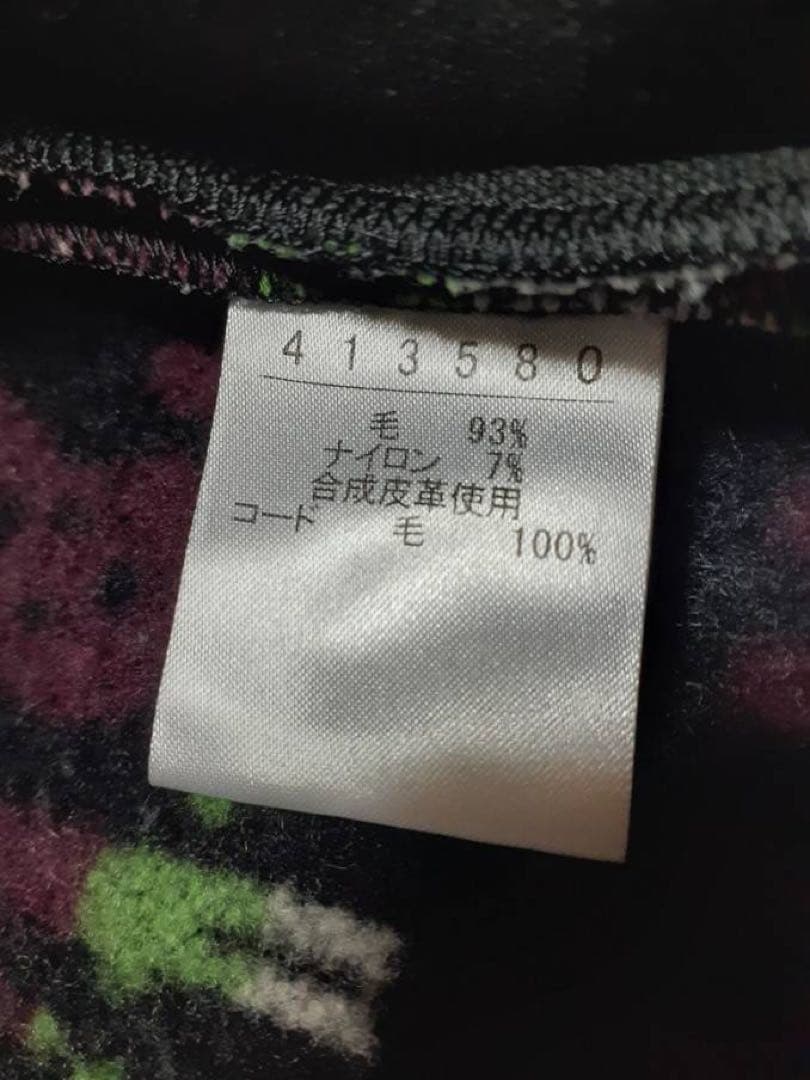 413580
毛 93%
ナイロン 7%
合成皮革使用
コード 毛 100%